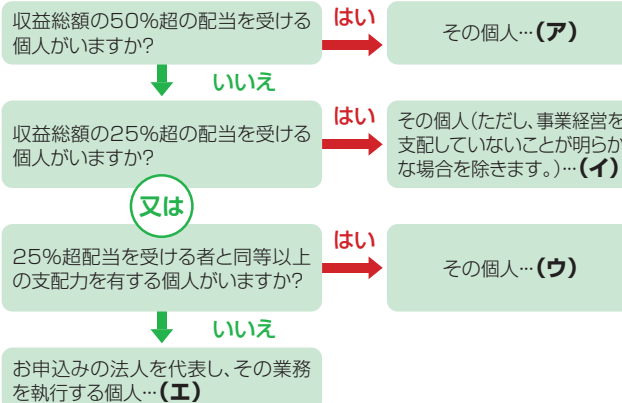 収益総額の50%超の配当を受ける
個人がいますか?
はい
その個人…(ア)
いいえ
収益総額の25%超の配当を受ける
個人がいますか?
はい
その個人(ただし、事業経営を
支配していないことが明らか
な場合を除きます。)…(イ)
又は
25%超配当を受ける者と同等以上
の支配力を有する個人がいますか?
はい
その個人…(ウ)
いいえ
お申込みの法人を代表し、その業務
を執行する個人…(エ)